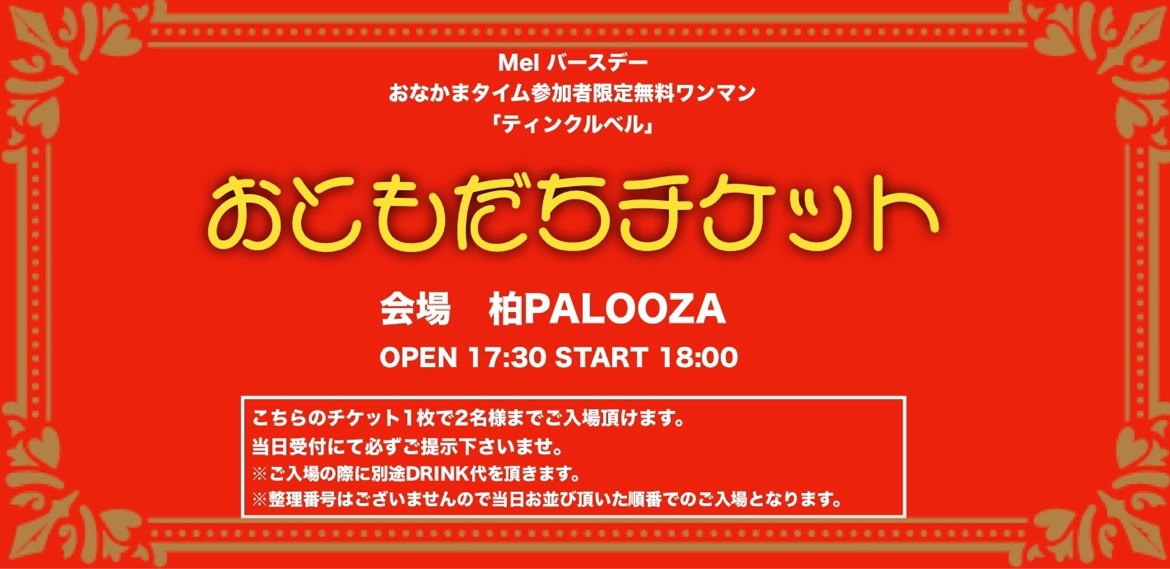 Mel バースデー
おなかまタイム参加者限定無料ワンマン
「ティンクルベル」
おともだちチケット
会場　柏PALOOZA
OPEN 17:30 START 18:00
こちらのチケット1枚で2名様までご入場頂けます。
当日受付にて必ずご提示下さいませ。
※ご入場の際に別途DRINK代を頂きます。
※整理番号はございませんので当日お並び頂いた順番でのご入場となります。